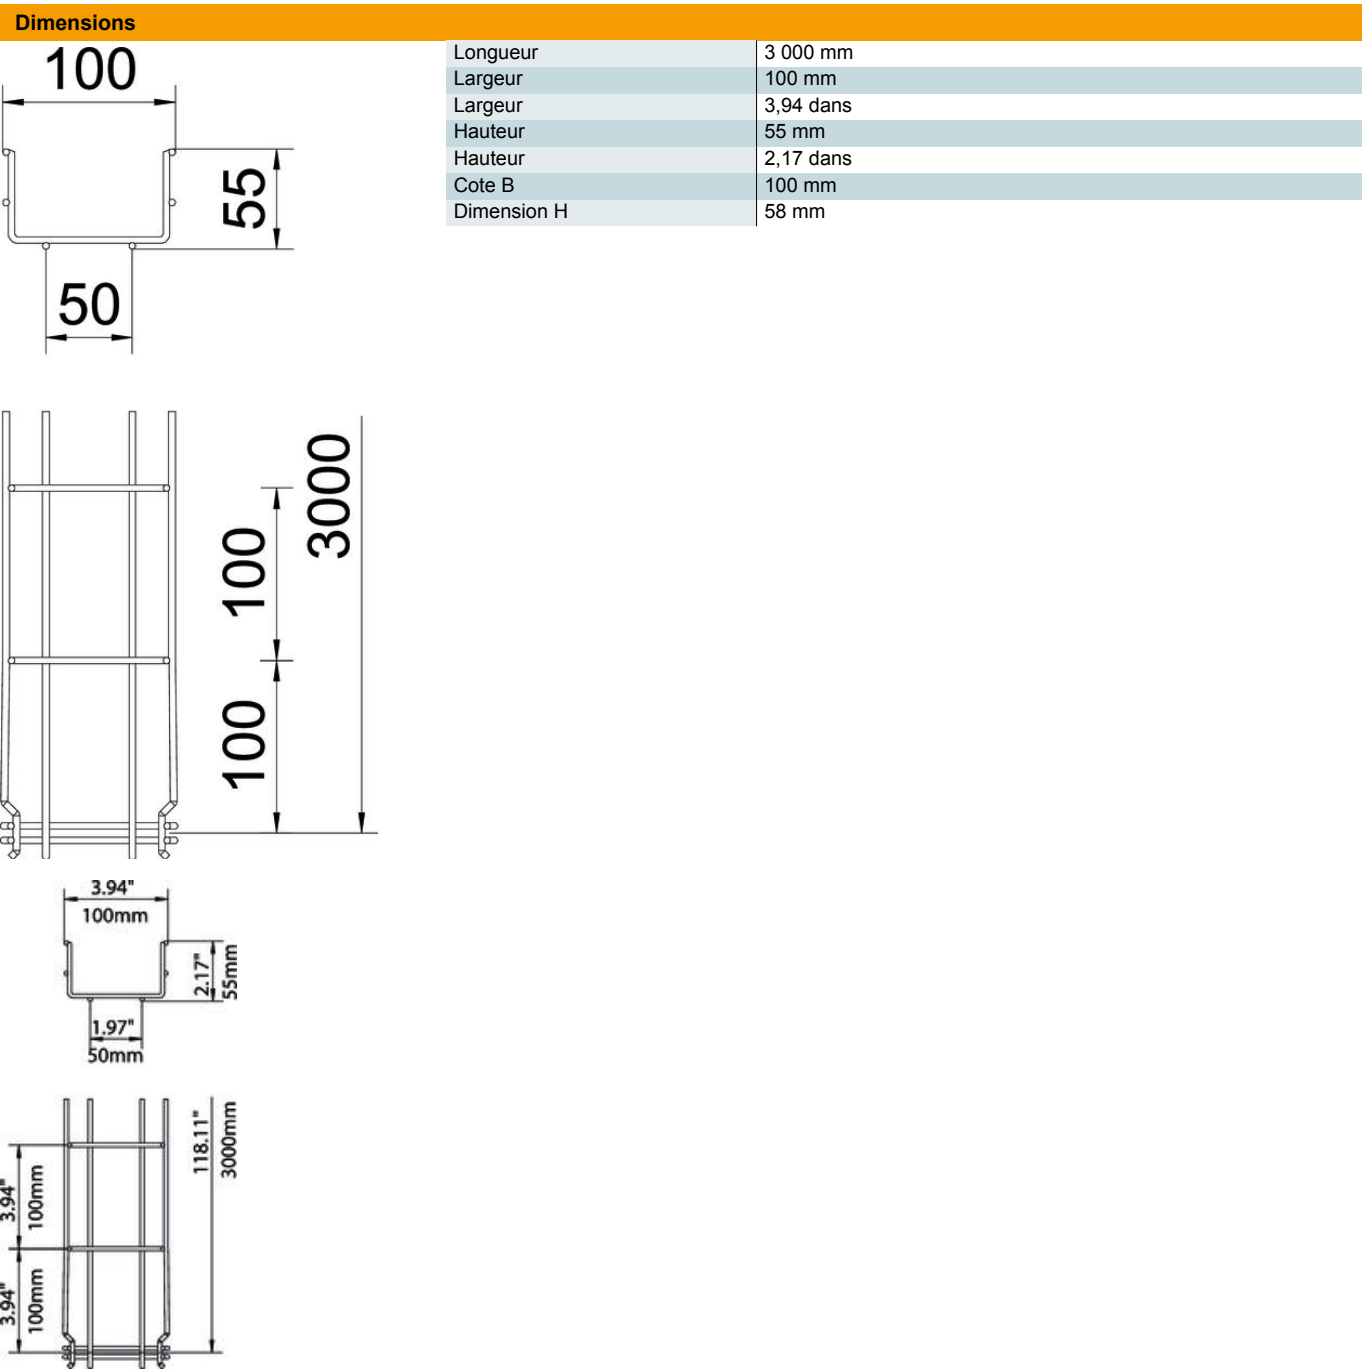 Dimensions
100
55
50
Longueur 3 000 mm
Largeur 100 mm
Largeur 3,94 dans
Hauteur 55 mm
Hauteur 2,17 dans
Cote B 100 mm
Dimension H 58 mm
3000
100
100
3.94"
100mm
2.17"
55mm
1.97"
50mm
118.11"
3000mm
3.94"
100mm
3.94"
100mm